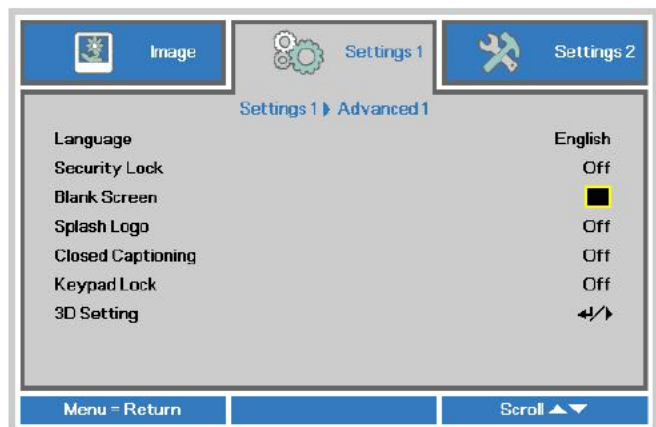 Image
Settings 1
Settings 2
Settings 1 Advanced 1
Language English
Security Lock Off
Blank Screen
Splash Logo Off
Closed Captioning Off
Keypad Lock Off
3D Setting /
Menu = Return
Scroll